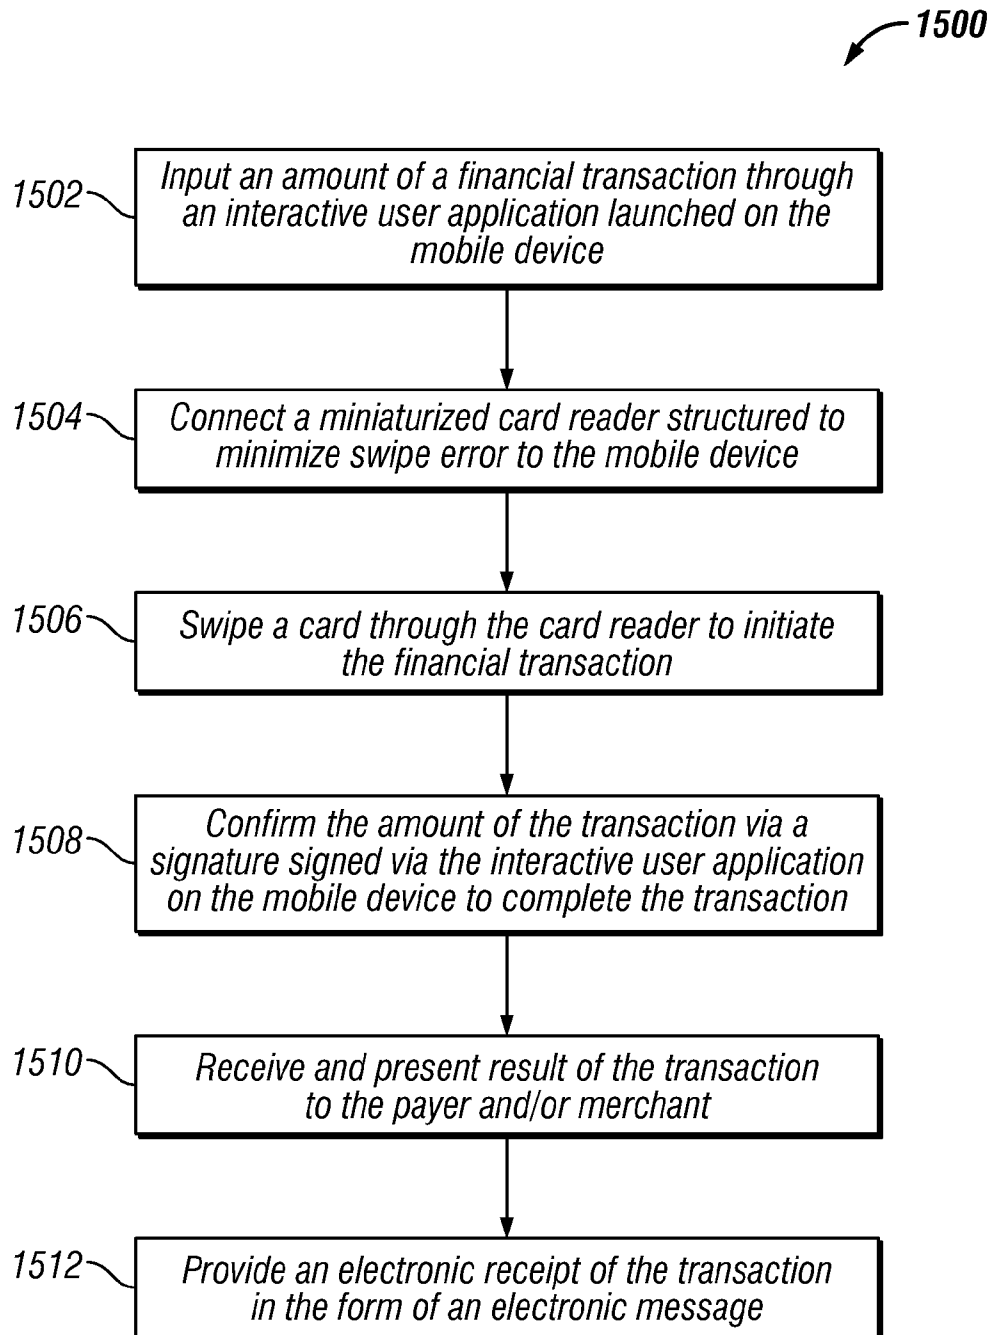 1500
1502
Input an amount of a financial transaction through
an interactive user application launched on the
mobile device
1504
Connect a miniaturized card reader structured to
minimize swipe error to the mobile device
1506
Swipe a card through the card reader to initiate
the financial transaction
1508
Confirm the amount of the transaction via a
signature signed via the interactive user application
on the mobile device to complete the transaction
1510
Receive and present result of the transaction
to the payer and/or merchant
1512
Provide an electronic receipt of the transaction
in the form of an electronic message